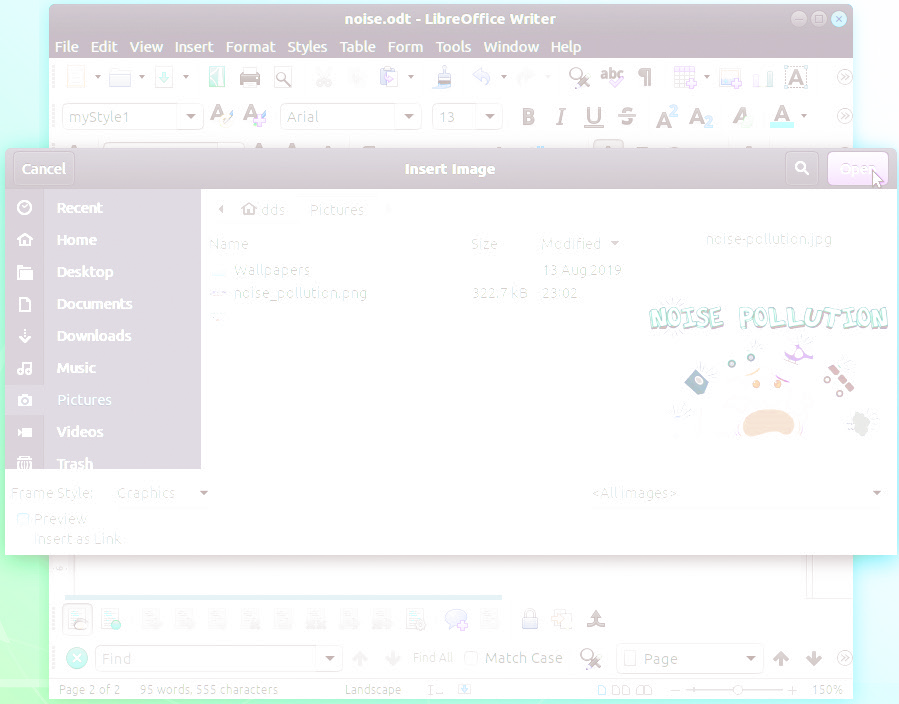 noise.odt - LibreOffice Writer
File Edit View Insert Format Styles Table Form Tools Window Help
abc
A
myStyle1
Arial
13
B I U S A2 A2 A A
Cancel
Insert Image
Open
Recent
Home
Desktop
Documents
Downloads
Music
Pictures
Videos
Trash
dds Pictures
Name Size Modified
Wallpapers 13 Aug 2019
noise_pollution.png 322.7 kB 23:02
noise-pollution.jpg
NOISE POLLUTION
Frame Style: Graphics
<All images>
Preview
Insert as Link
Find
Find All
Match Case
Page
Page 2 of 2 95 words, 555 characters Landscape I... 150%